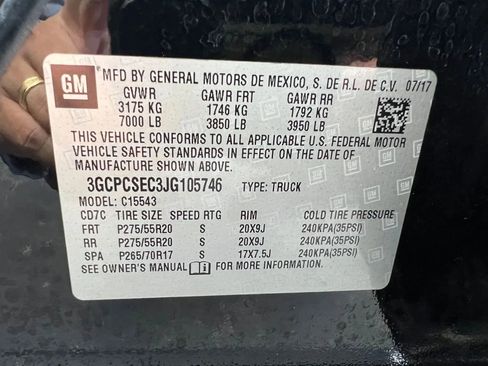 GM MFD BY GENERAL MOTORS DE MEXICO, S. DE R.L. DE C.V. 07/17
GVWR GAWR FRT GAWR RR
3175 KG 1746 KG 1792 KG
7000 LB 3850 LB 3950 LB
THIS VEHICLE CONFORMS TO ALL APPLICABLE U.S. FEDERAL MOTOR
VEHICLE SAFETY STANDARDS IN EFFECT ON THE DATE OF
MANUFACTURE SHOWN ABOVE.
3GCPCSEC3JG105746 TYPE: TRUCK
MODEL: C15543
CD7C TIRE SIZE SPEED RTG RIM COLD TIRE PRESSURE
FRT P275/55R20 S 20X9J 240KPA(35PSI)
RR P275/55R20 S 20X9J 240KPA(35PSI)
SPA P265/70R17 S 17X7.5J 240KPA(35PSI)
SEE OWNER'S MANUAL FOR MORE INFORMATION.